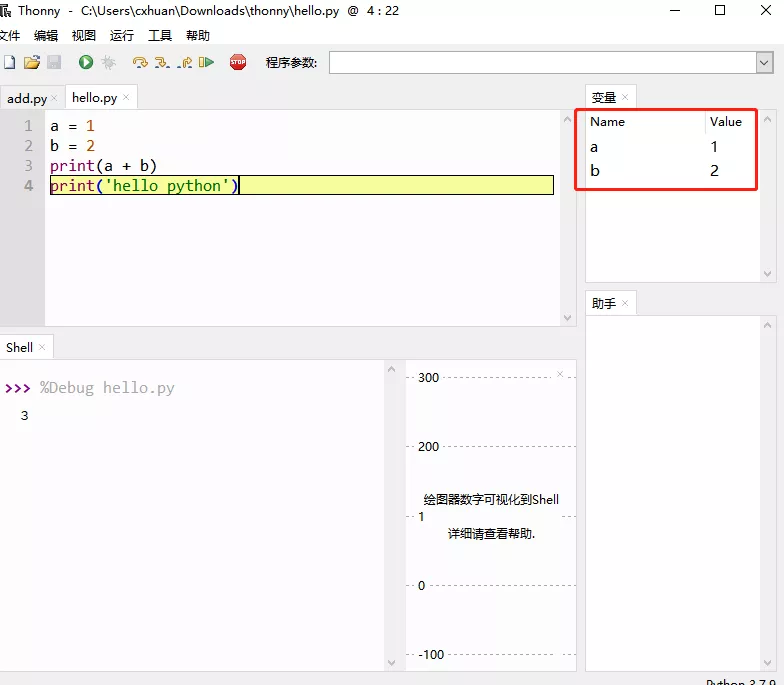 Thonny - C:\Users\cxhuan\Downloads\thonny\hello.py @ 4 : 22
文件 编辑 视图 运行 工具 帮助
STOP 程序参数:
add.py × hello.py ×
1 a = 1
2 b = 2
3 print(a + b)
4 print('hello python')
变量 ×
Name Value
a 1
b 2
助手 ×
Shell ×
>>> %Debug hello.py
3
300
200
绘图器数字可视化到Shell
1
详细请查看帮助.
0
-100
Python 3.7.9